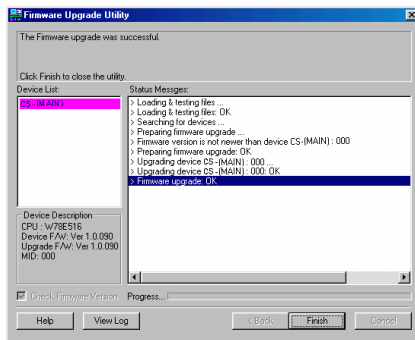 Firmware Upgrade Utility
The Firmware upgrade was successful.
Click Finish to close the utility.
Device List:
CS-(MAIN)
Status Messges:
> Loading & testing files ...
> Loading & testing files: OK
> Searching for devices ...
> Preparing firmware upgrade ...
> Firmware version is not newer than device CS-(MAIN) : 000
> Preparing firmware upgrade: OK
> Upgrading device CS-(MAIN) : 000 ...
> Upgrading device CS-(MAIN) : 000: OK
> Firmware upgrade: OK
Device Description
CPU : W78E516
Device F/W: Ver 1.0.090
Upgrade F/W: Ver 1.0.090
MID: 000
Check Firmware Version
Progress...
Help
View Log
< Back
Finish
Cancel